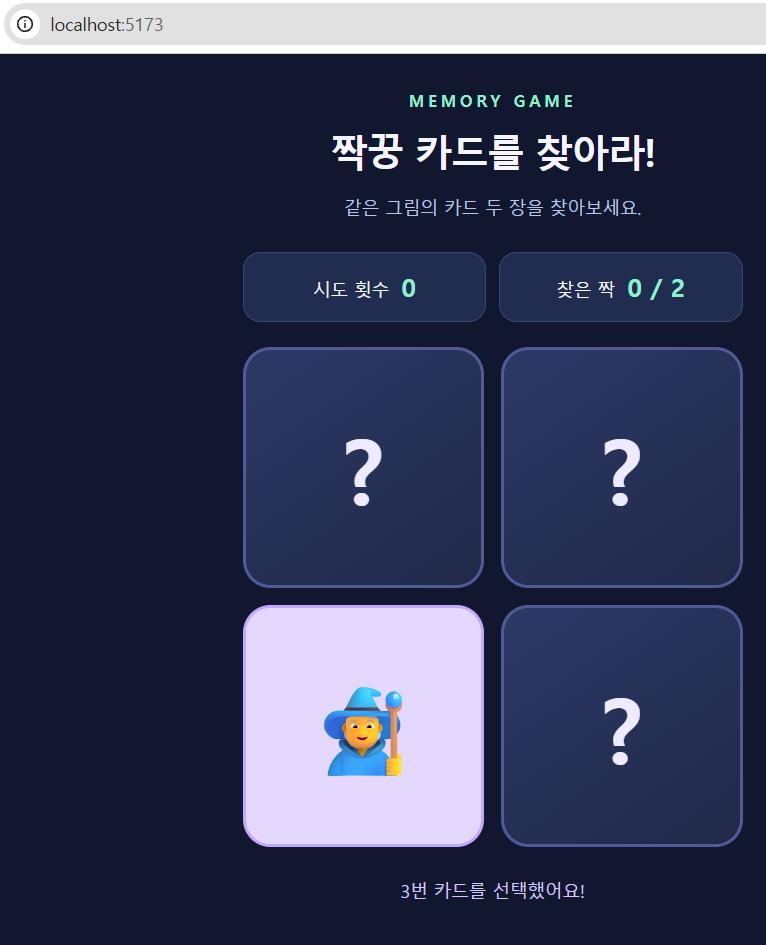 localhost:5173
MEMORY GAME
짝꿍 카드를 찾아라!
같은 그림의 카드 두 장을 찾아보세요.
시도 횟수 0
찾은 짝 0 / 2
?
?
?
3번 카드를 선택했어요!